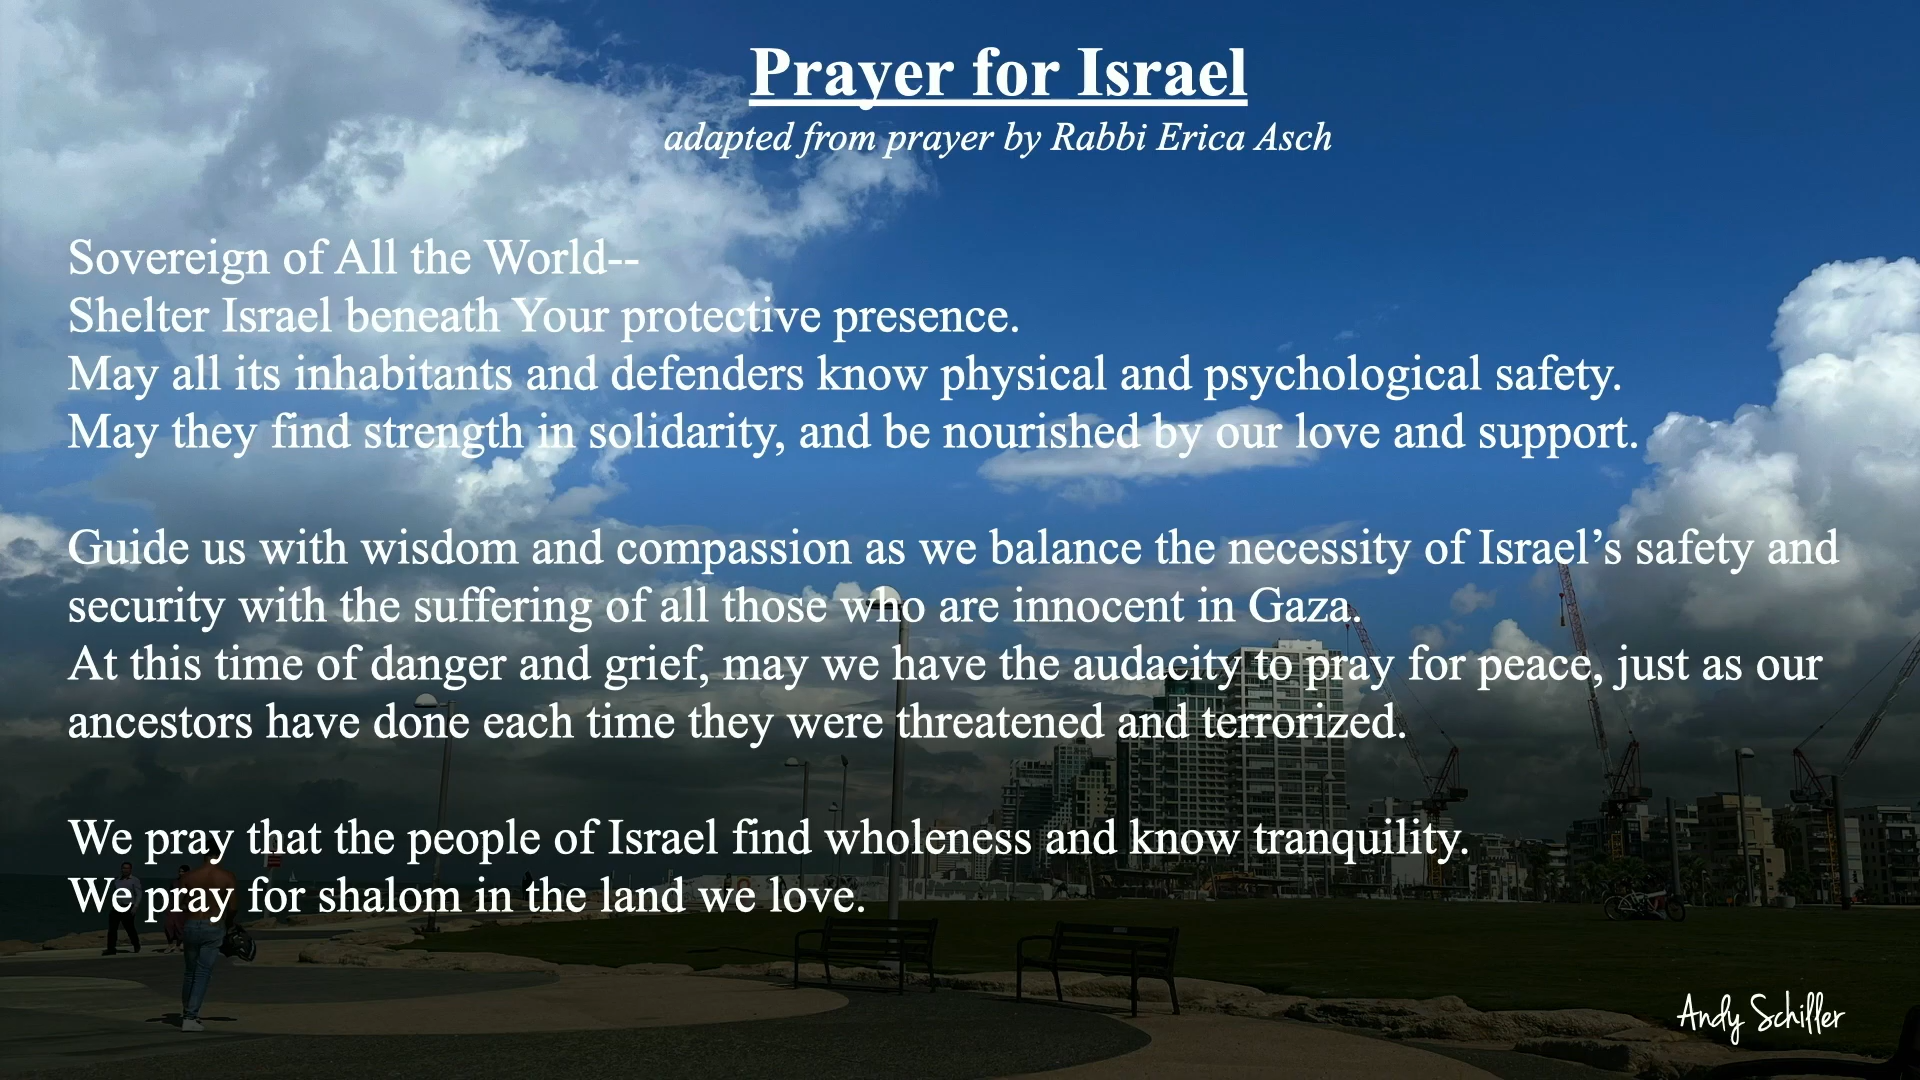 Prayer for Israel
adapted from prayer by Rabbi Erica Asch
Sovereign of All the World--
Shelter Israel beneath Your protective presence.
May all its inhabitants and defenders know physical and psychological safety.
May they find strength in solidarity, and be nourished by our love and support.
Guide us with wisdom and compassion as we balance the necessity of Israel’s safety and
security with the suffering of all those who are innocent in Gaza.
At this time of danger and grief, may we have the audacity to pray for peace, just as our
ancestors have done each time they were threatened and terrorized.
We pray that the people of Israel find wholeness and know tranquility.
We pray for shalom in the land we love.
Andy Schiller